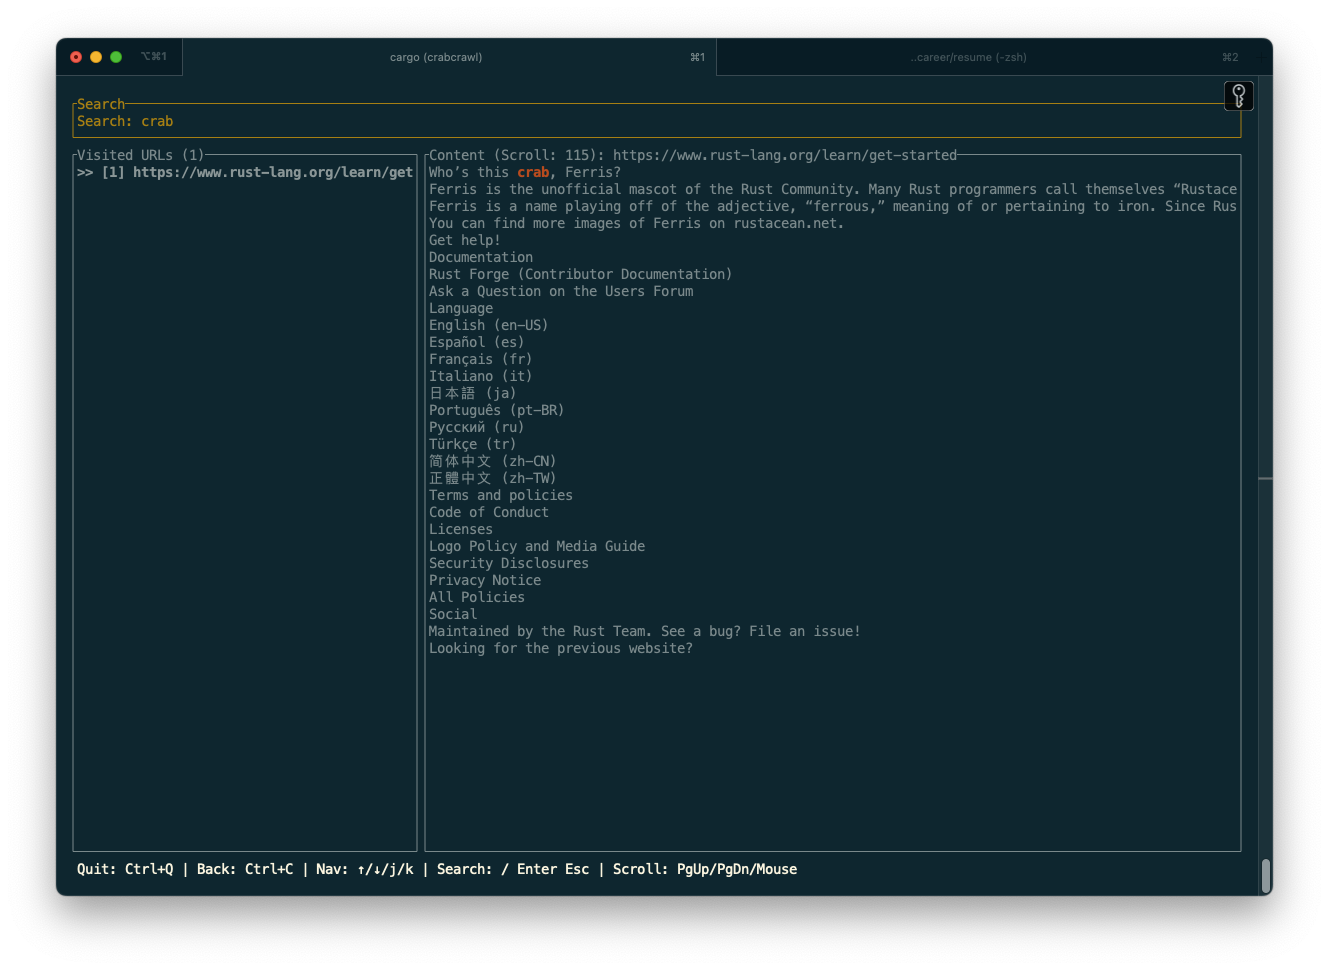 ⌥⌘1
cargo (crabcrawl)
⌘1
..career/resume (-zsh)
⌘2
Search
Search: crab
Visited URLs (1)
>> [1] https://www.rust-lang.org/learn/get
Content (Scroll: 115): https://www.rust-lang.org/learn/get-started
Who’s this crab, Ferris?
Ferris is the unofficial mascot of the Rust Community. Many Rust programmers call themselves “Rustace
Ferris is a name playing off of the adjective, “ferrous,” meaning of or pertaining to iron. Since Rus
You can find more images of Ferris on rustacean.net.
Get help!
Documentation
Rust Forge (Contributor Documentation)
Ask a Question on the Users Forum
Language
English (en-US)
Español (es)
Français (fr)
Italiano (it)
日本語 (ja)
Português (pt-BR)
Русский (ru)
Türkçe (tr)
简体中文 (zh-CN)
正體中文 (zh-TW)
Terms and policies
Code of Conduct
Licenses
Logo Policy and Media Guide
Security Disclosures
Privacy Notice
All Policies
Social
Maintained by the Rust Team. See a bug? File an issue!
Looking for the previous website?
Quit: Ctrl+Q | Back: Ctrl+C | Nav: ↑/↓/j/k | Search: / Enter Esc | Scroll: PgUp/PgDn/Mouse